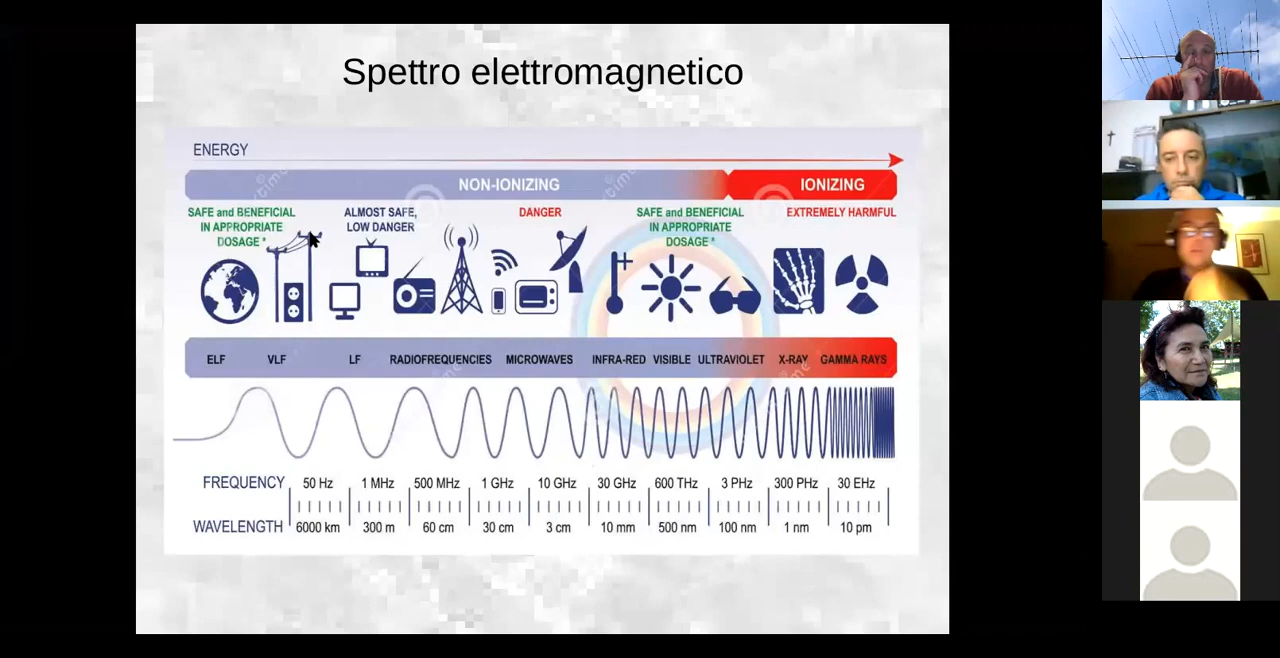 Spettro elettromagnetico
ENERGY
NON-IONIZING
IONIZING
SAFE and BENEFICIAL
IN APPROPRIATE
DOSAGE *
ALMOST SAFE,
LOW DANGER
DANGER
SAFE and BENEFICIAL
IN APPROPRIATE
DOSAGE *
EXTREMELY HARMFUL
ELF VLF LF RADIOFREQUENCIES MICROWAVES INFRA-RED VISIBLE ULTRAVIOLET X-RAY GAMMA RAYS
FREQUENCY 50 Hz 1 MHz 500 MHz 1 GHz 10 GHz 30 GHz 600 THz 3 PHz 300 PHz 30 EHz
WAVELENGTH 6000 km 300 m 60 cm 30 cm 3 cm 10 mm 500 nm 100 nm 1 nm 10 pm